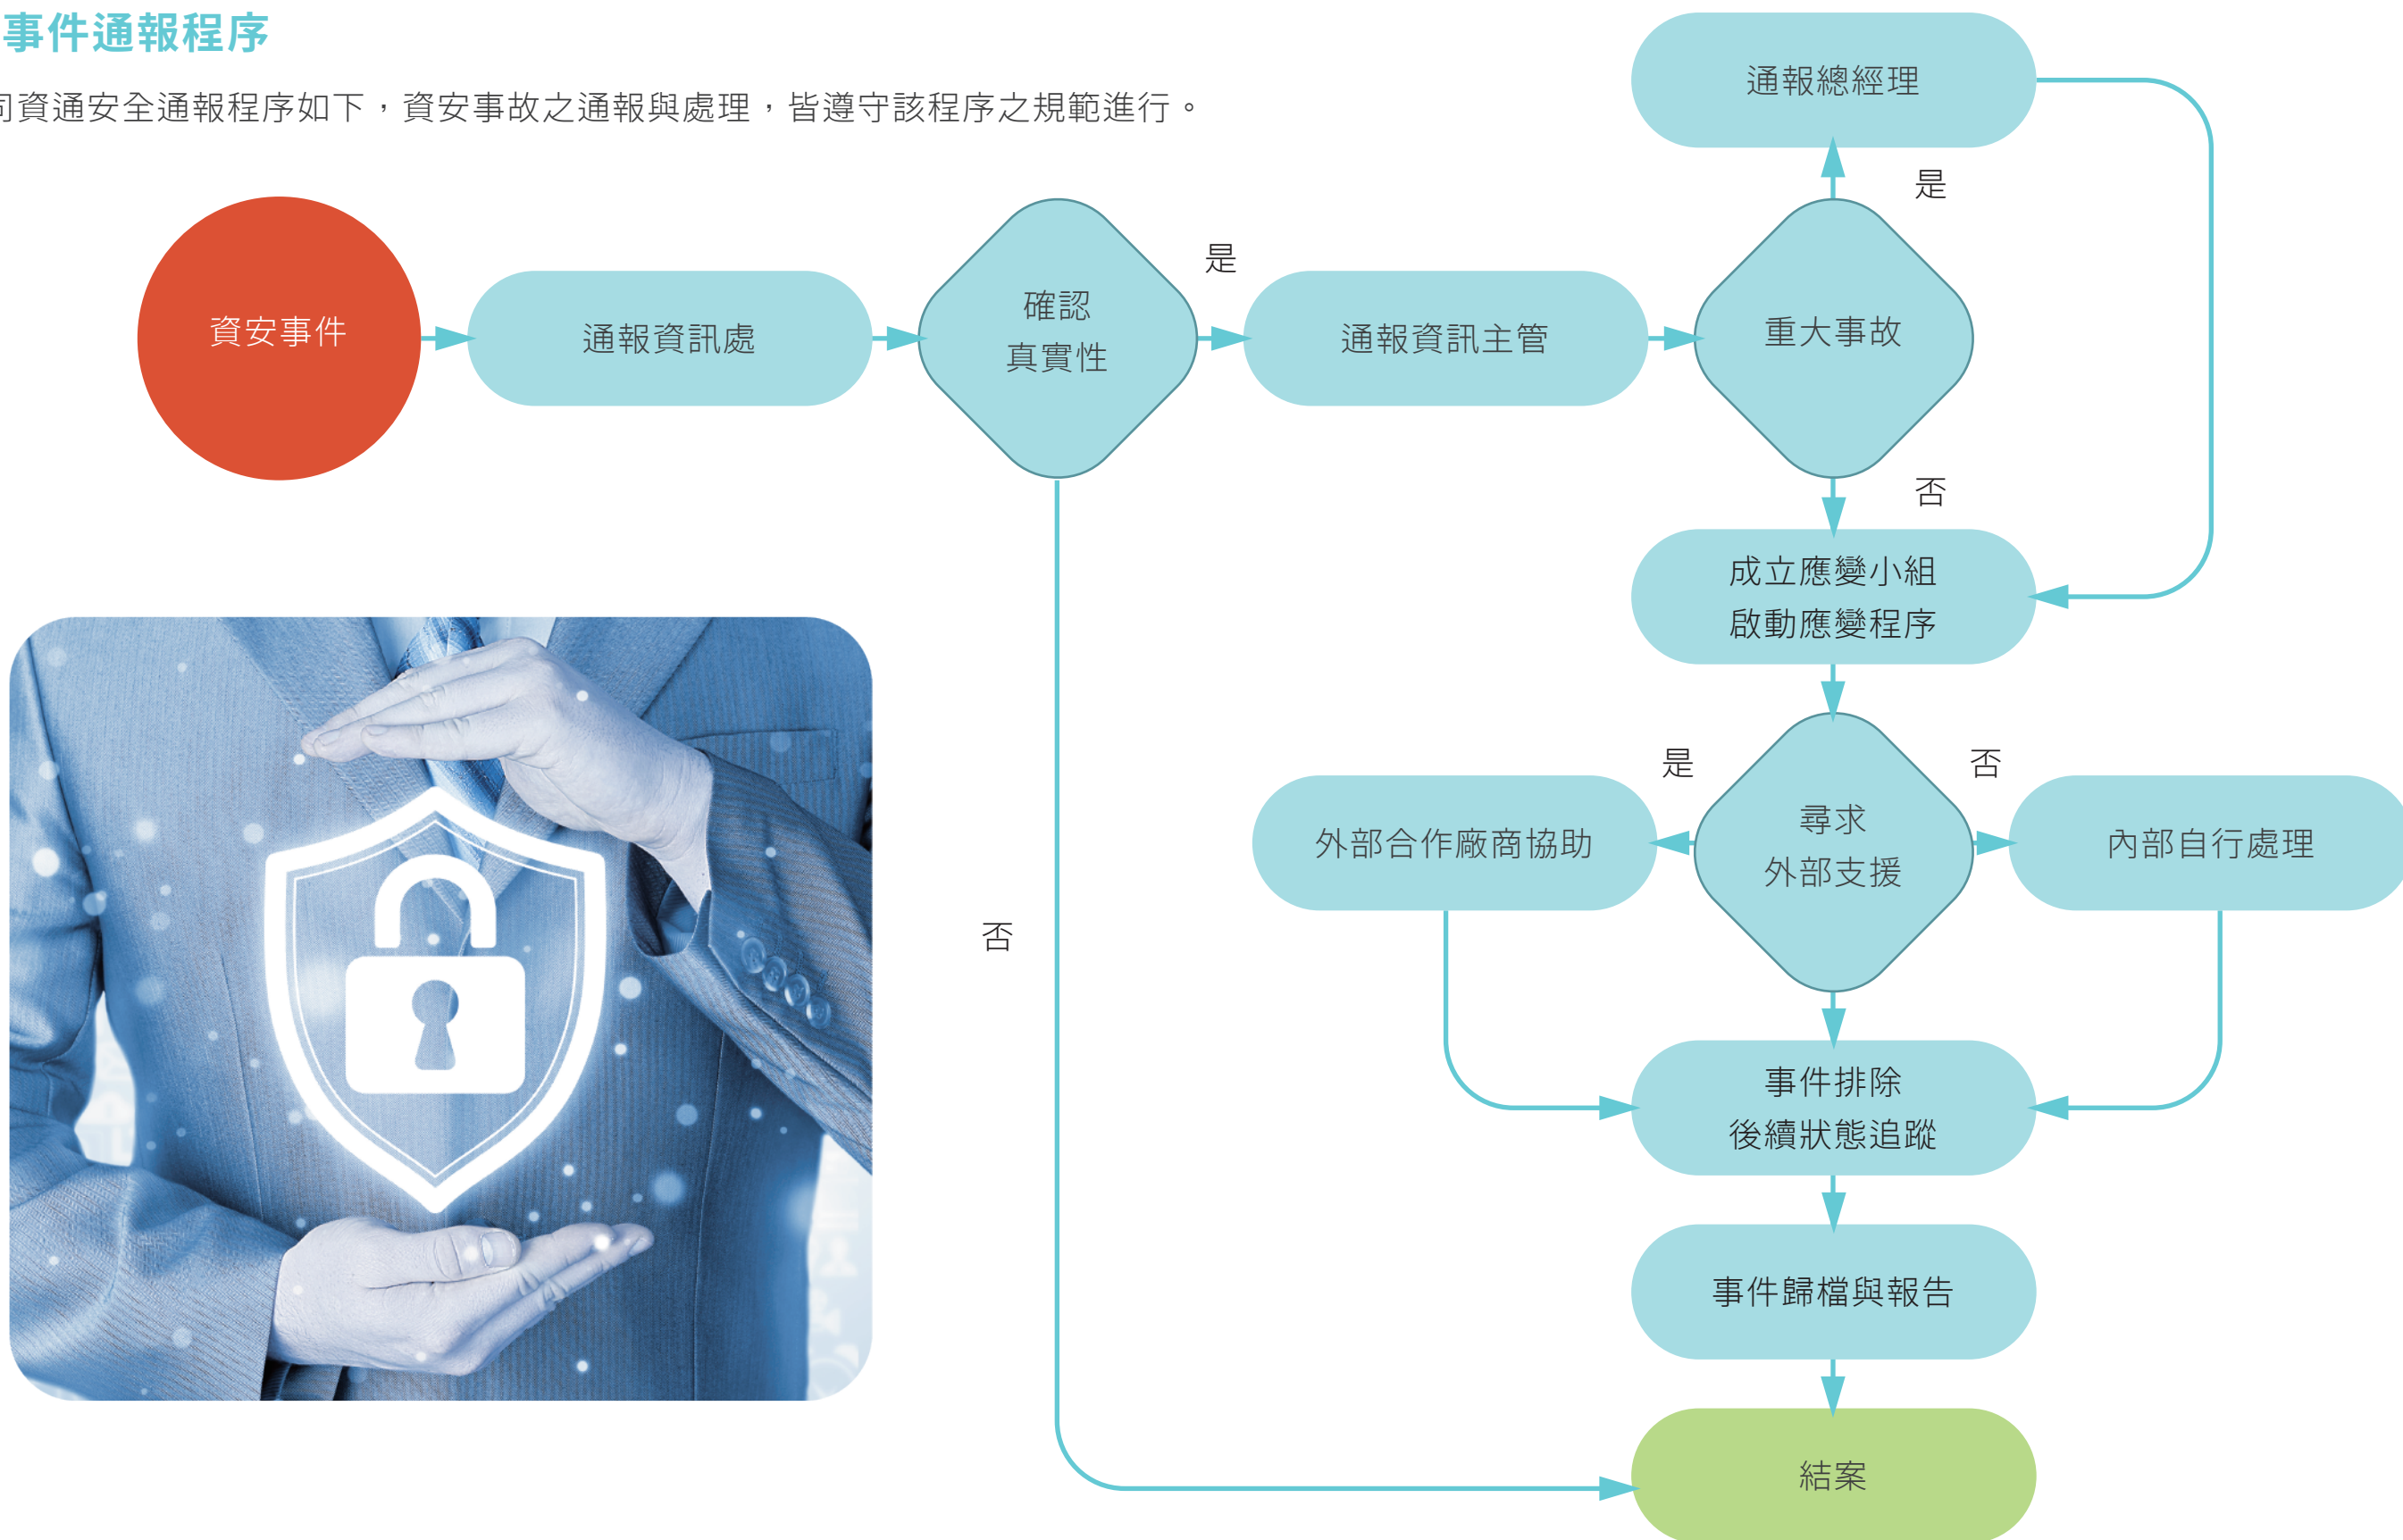 事件通報程序
司資通安全通報程序如下，資安事故之通報與處理，皆遵守該程序之規範進行。
通報總經理
是
資安事件
通報資訊處
確認
真實性
是
通報資訊主管
重大事故
否
成立應變小組
啟動應變程序
是
否
外部合作廠商協助
尋求
外部支援
內部自行處理
否
事件排除
後續狀態追蹤
事件歸檔與報告
結案